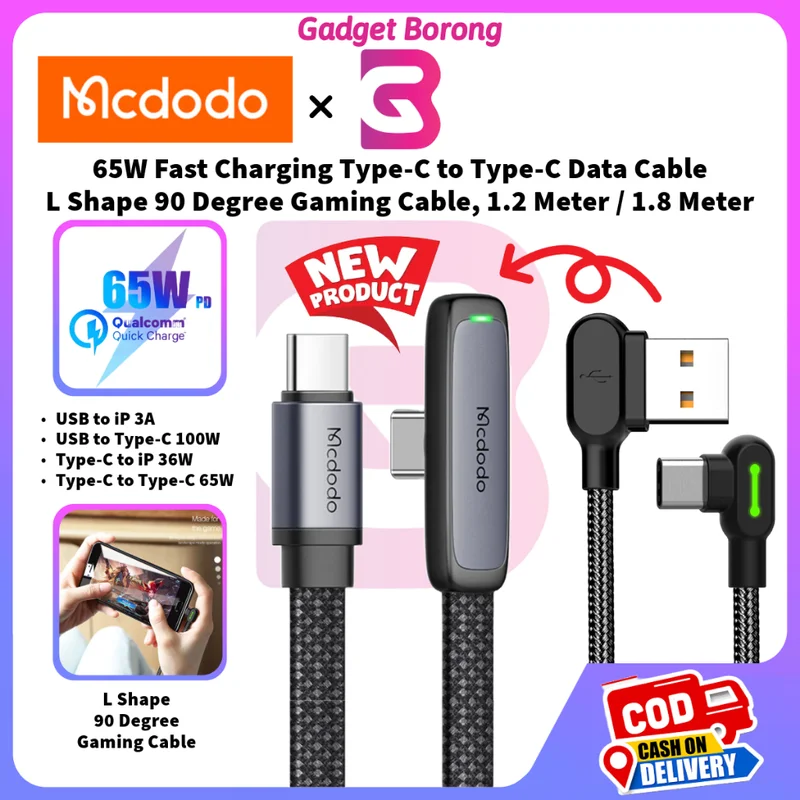 Gadget Borong
Mcdodo × B
65W Fast Charging Type-C to Type-C Data Cable
L Shape 90 Degree Gaming Cable, 1.2 Meter / 1.8 Meter
65W PD
Qualcomm
Quick Charge
NEW
PRODUCT
• USB to iP 3A
• USB to Type-C 100W
• Type-C to iP 36W
• Type-C to Type-C 65W
Mcdodo
Mcdodo
Made for
L Shape
90 Degree
Gaming Cable
COD
CASH ON
DELIVERY